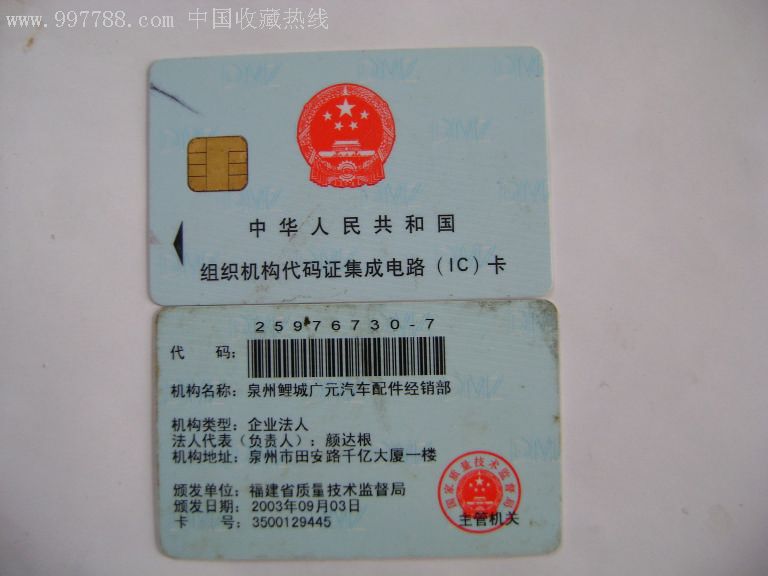 www.997788.com 中国收藏热线
中华人民共和国
组织机构代码证集成电路(IC)卡
25976730-7
代 码：
机构名称：泉州鲤城广元汽车配件经销部
机构类型：企业法人
法人代表(负责人)：颜达根
机构地址：泉州市田安路千亿大厦一楼
颁发单位：福建省质量技术监督局
颁发日期：2003年09月03日
卡 号：3500129445
国家质量技术监督局
主管机关